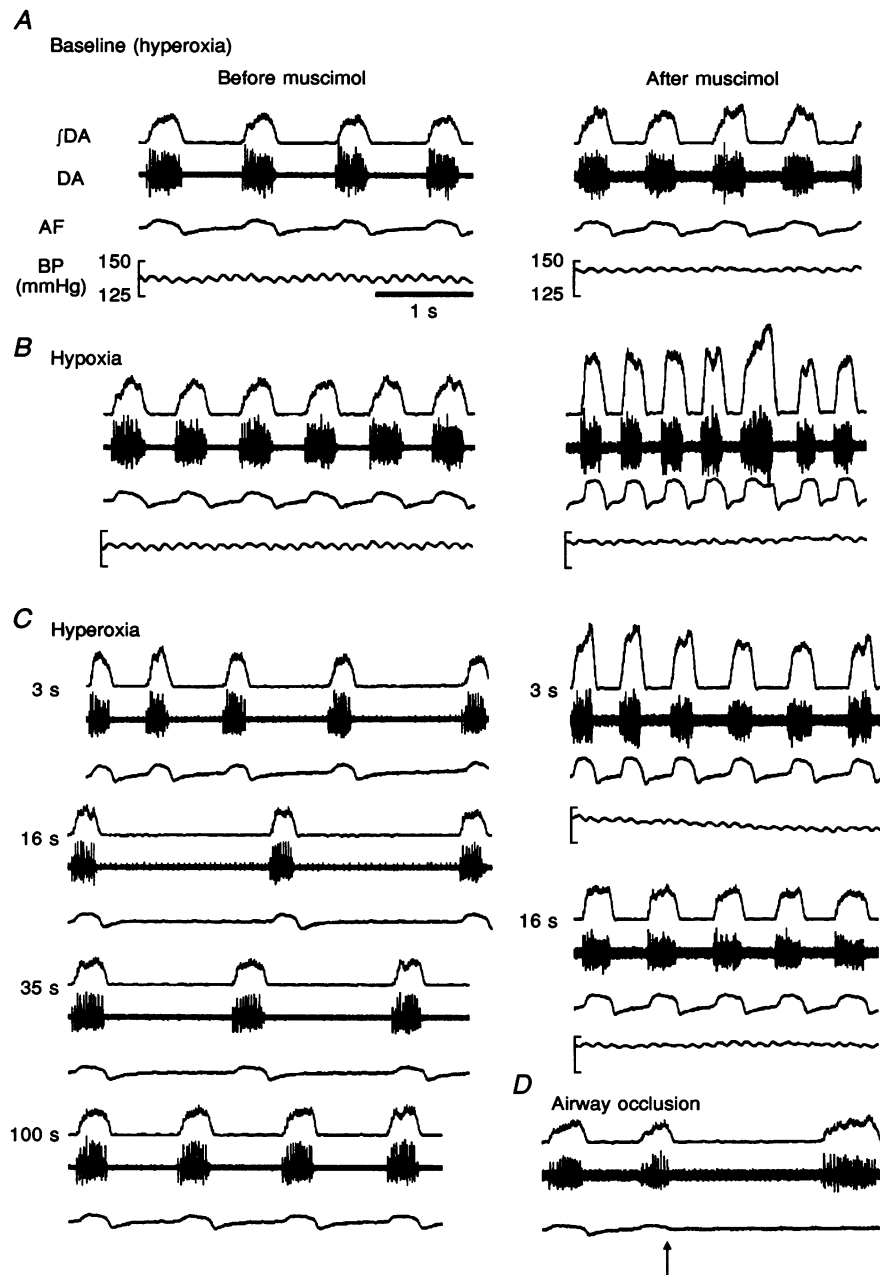 A
Baseline (hyperoxia)
Before muscimol
After muscimol
∫DA
DA
AF
BP
(mmHg)
150
125
1 s
150
125
B
Hypoxia
C
Hyperoxia
3 s
16 s
35 s
100 s
3 s
16 s
D
Airway occlusion